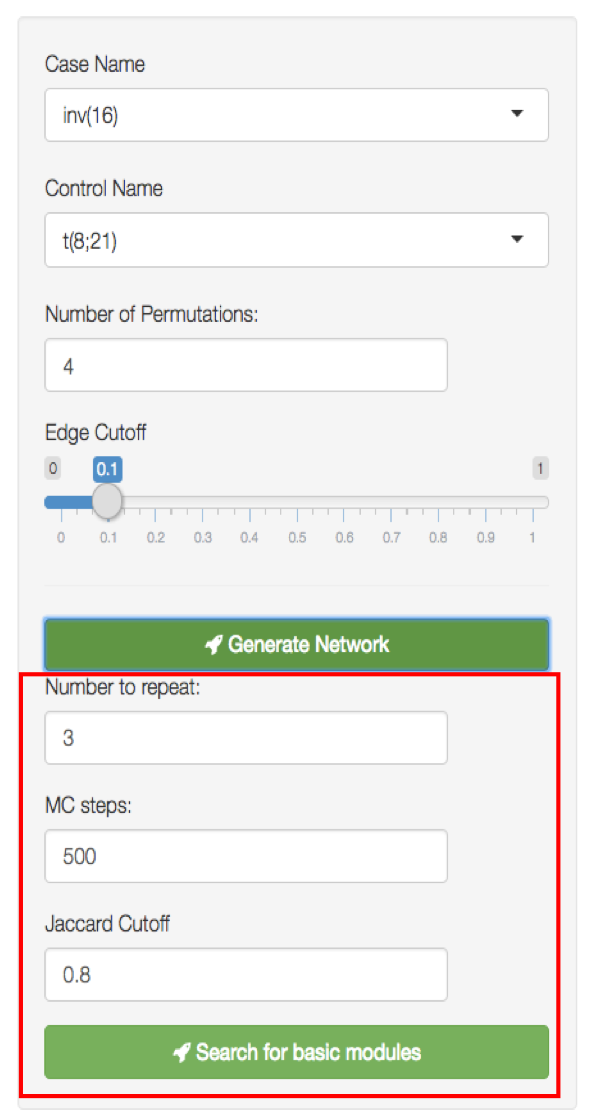 Case Name
inv(16)
Control Name
t(8;21)
Number of Permutations:
4
Edge Cutoff
0 0.1 1
0 0.1 0.2 0.3 0.4 0.5 0.6 0.7 0.8 0.9 1
Generate Network
Number to repeat:
3
MC steps:
500
Jaccard Cutoff
0.8
Search for basic modules